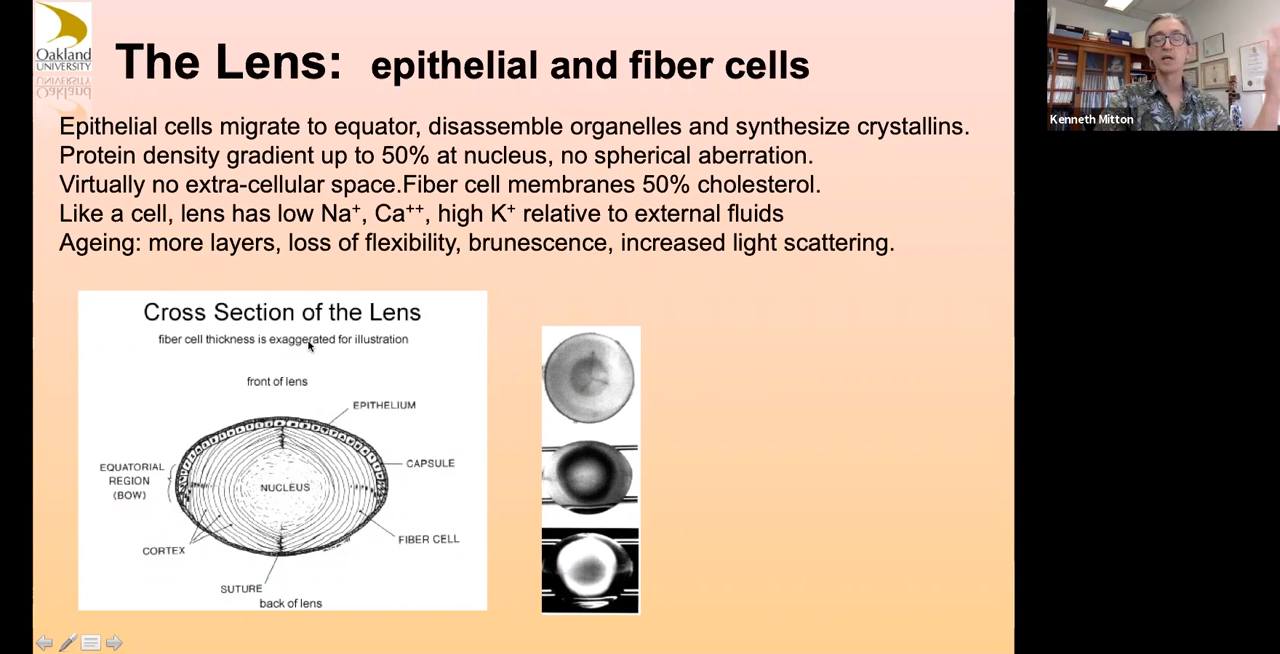 Oakland
UNIVERSITY
The Lens: epithelial and fiber cells
Epithelial cells migrate to equator, disassemble organelles and synthesize crystallins.
Protein density gradient up to 50% at nucleus, no spherical aberration.
Virtually no extra-cellular space.Fiber cell membranes 50% cholesterol.
Like a cell, lens has low Na⁺, Ca⁺⁺, high K⁺ relative to external fluids
Ageing: more layers, loss of flexibility, brunescence, increased light scattering.
Cross Section of the Lens
fiber cell thickness is exaggerated for illustration
front of lens
EPITHELIUM
CAPSULE
EQUATORIAL
REGION
(BOW)
NUCLEUS
FIBER CELL
CORTEX
SUTURE
back of lens
Kenneth Mitton